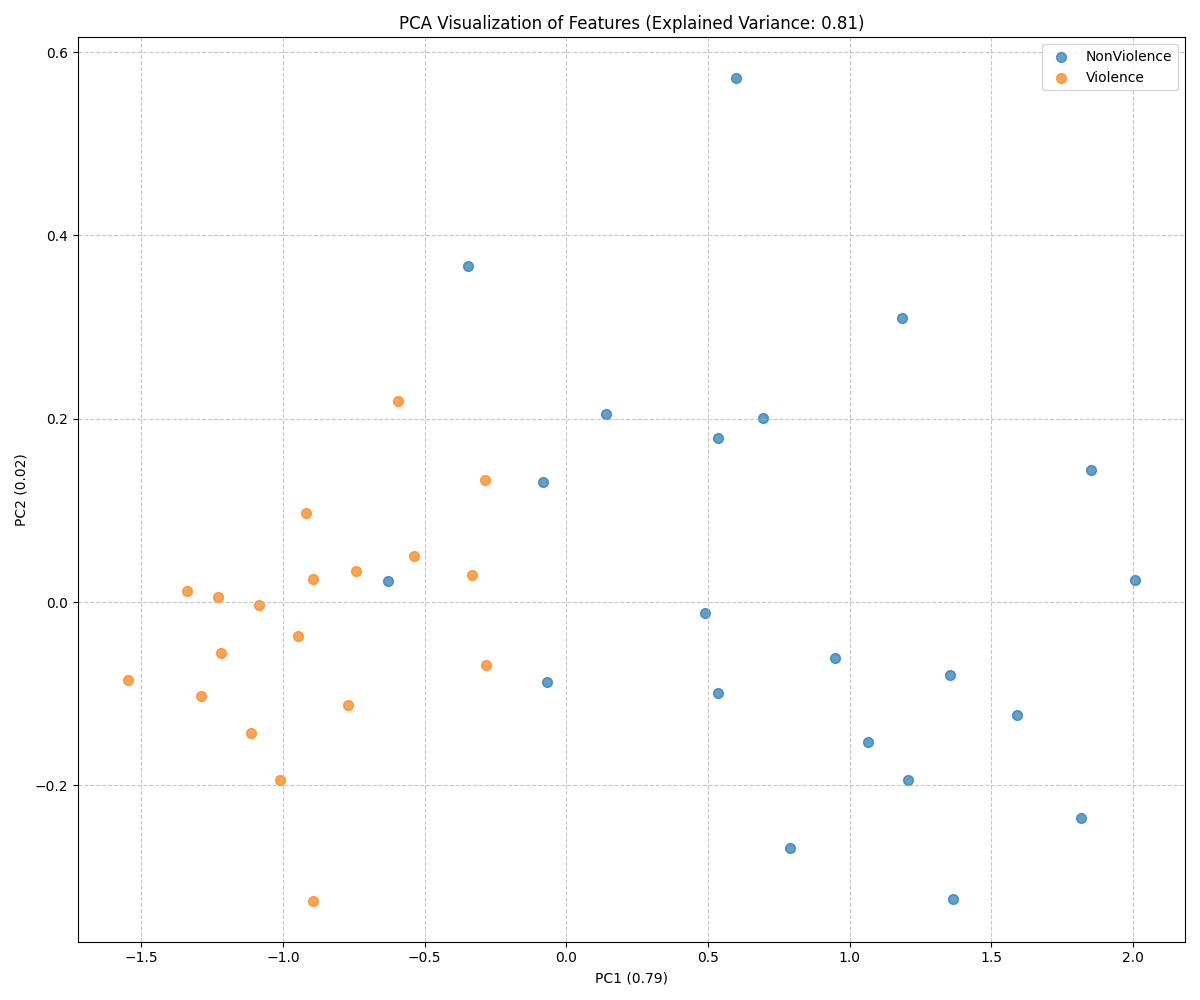 PCA Visualization of Features (Explained Variance: 0.81)
NonViolence
Violence
0.6
0.4
0.2
0.0
−0.2
PC2 (0.02)
−1.5 −1.0 −0.5 0.0 0.5 1.0 1.5 2.0
PC1 (0.79)